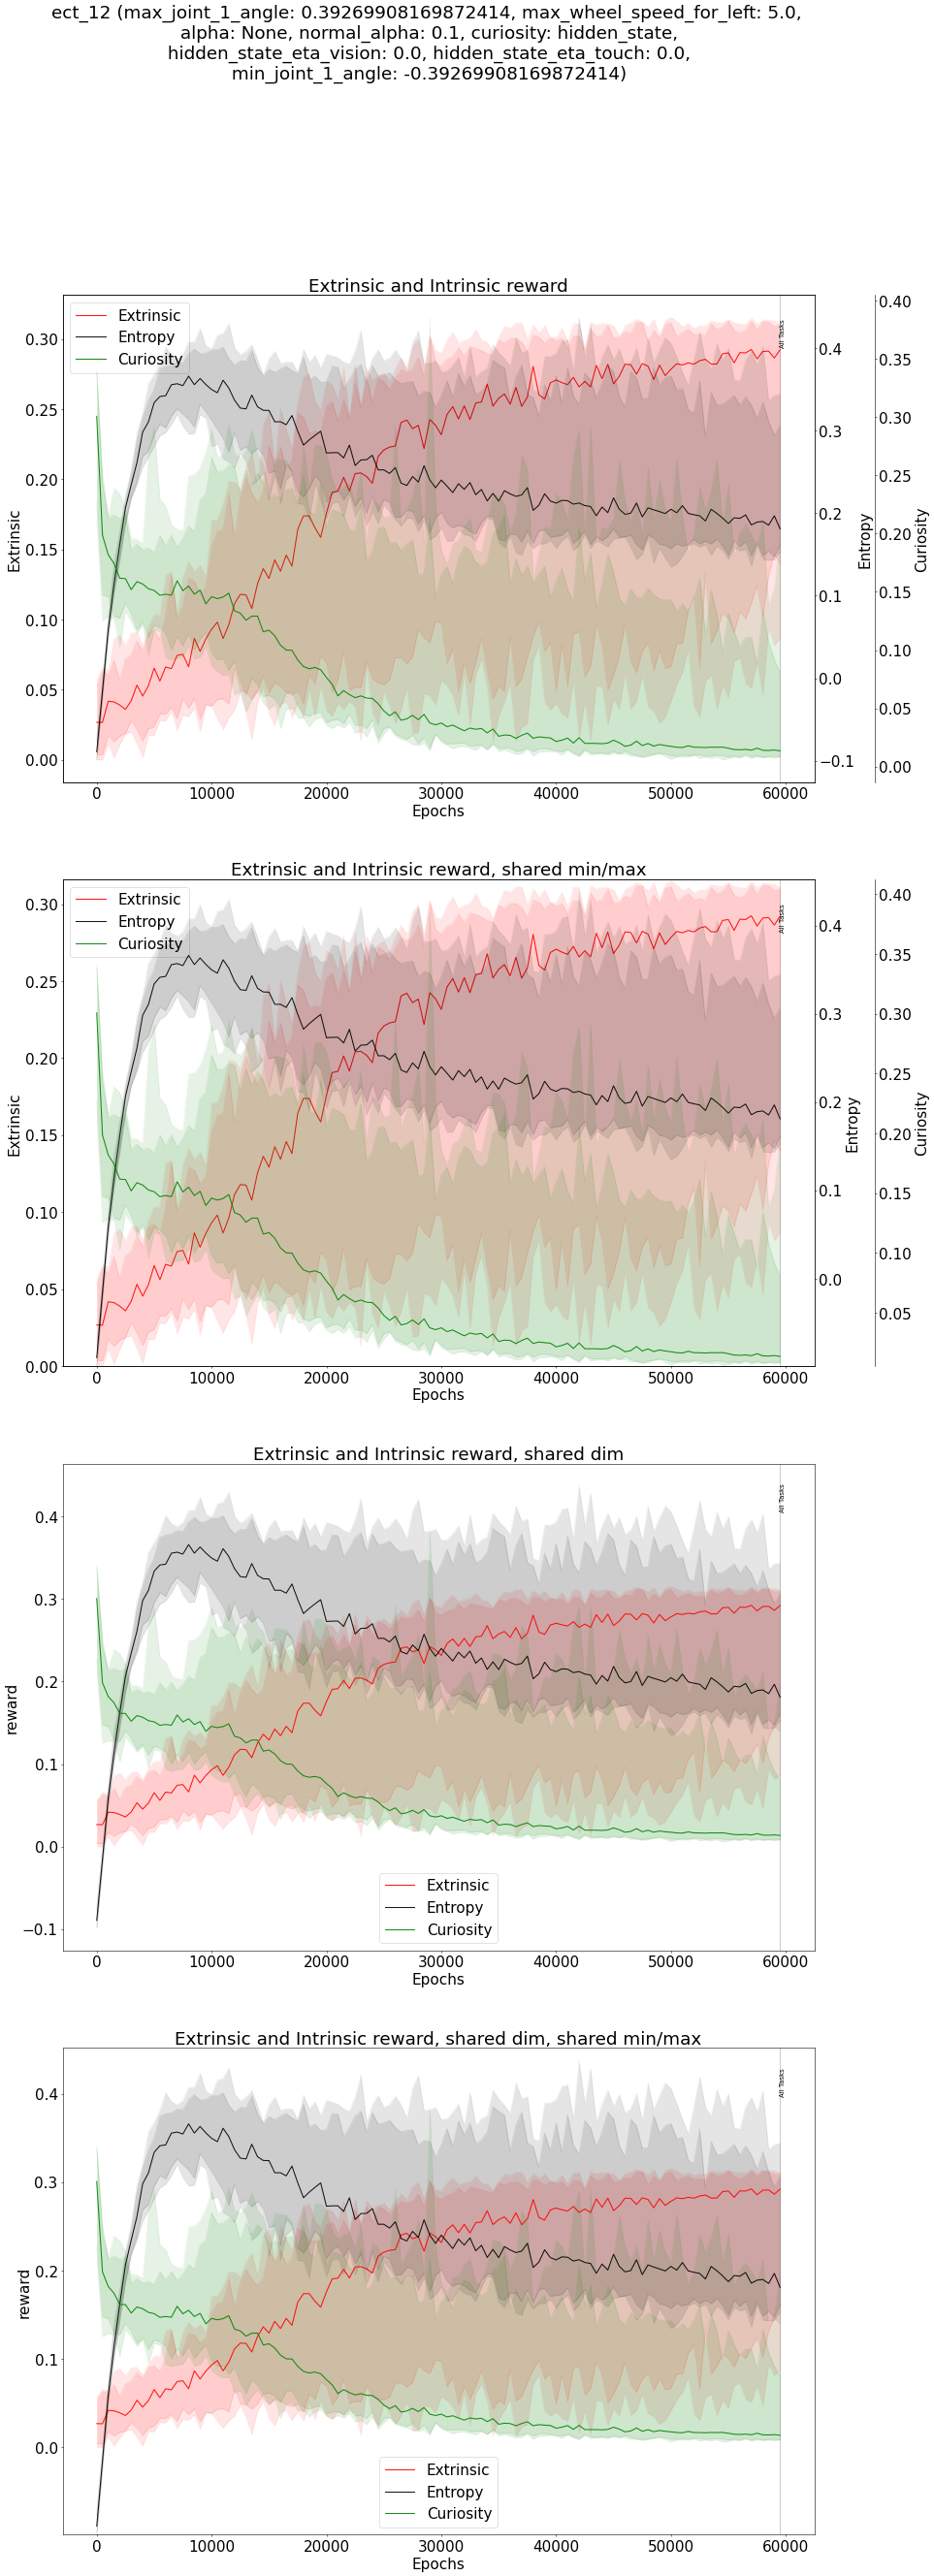 ect_12 (max_joint_1_angle: 0.39269908169872414, max_wheel_speed_for_left: 5.0,
alpha: None, normal_alpha: 0.1, curiosity: hidden_state,
hidden_state_eta_vision: 0.0, hidden_state_eta_touch: 0.0,
min_joint_1_angle: -0.39269908169872414)
Extrinsic and Intrinsic reward
Extrinsic
Entropy
Curiosity
All Tasks
0.30
0.25
0.20
0.15
0.10
0.05
0.00
Extrinsic
0.4
0.3
0.2
0.1
0.0
−0.1
Entropy
0.40
0.35
0.30
0.25
0.20
0.15
0.10
0.05
0.00
Curiosity
0 10000 20000 30000 40000 50000 60000
Epochs
Extrinsic and Intrinsic reward, shared min/max
Extrinsic
Entropy
Curiosity
All Tasks
0.30
0.25
0.20
0.15
0.10
0.05
0.00
Extrinsic
0.4
0.3
0.2
0.1
0.0
Entropy
0.40
0.35
0.30
0.25
0.20
0.15
0.10
0.05
Curiosity
0 10000 20000 30000 40000 50000 60000
Epochs
Extrinsic and Intrinsic reward, shared dim
All Tasks
0.4
0.3
0.2
0.1
0.0
−0.1
reward
Extrinsic
Entropy
Curiosity
0 10000 20000 30000 40000 50000 60000
Epochs
Extrinsic and Intrinsic reward, shared dim, shared min/max
All Tasks
0.4
0.3
0.2
0.1
0.0
reward
Extrinsic
Entropy
Curiosity
0 10000 20000 30000 40000 50000 60000
Epochs